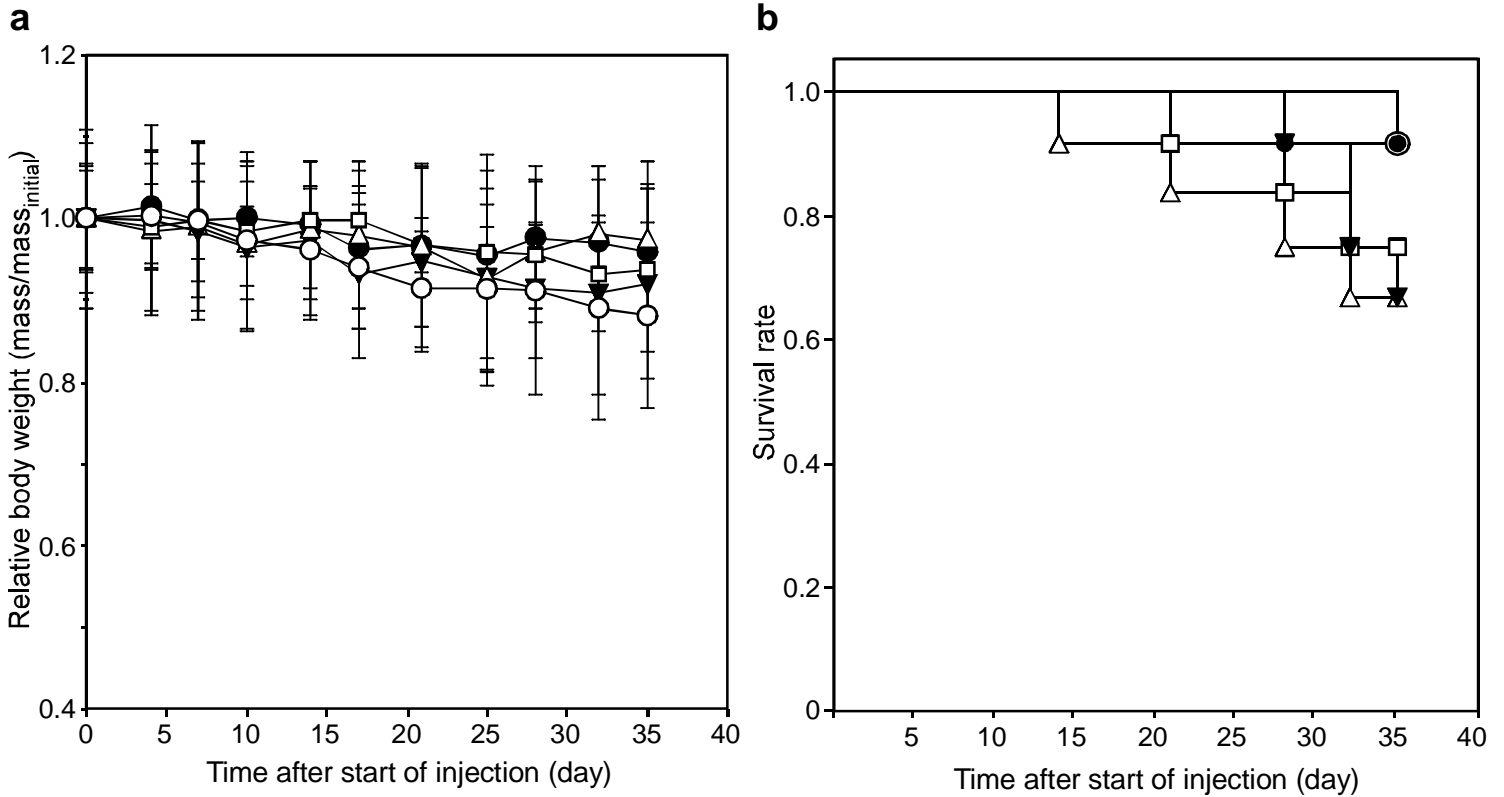 a
1.2
1.0
0.8
0.6
0.4
Relative body weight (mass/mass_initial)
0 5 10 15 20 25 30 35 40
Time after start of injection (day)
b
1.0
0.8
0.6
0.4
0.2
0
Survival rate
5 10 15 20 25 30 35 40
Time after start of injection (day)